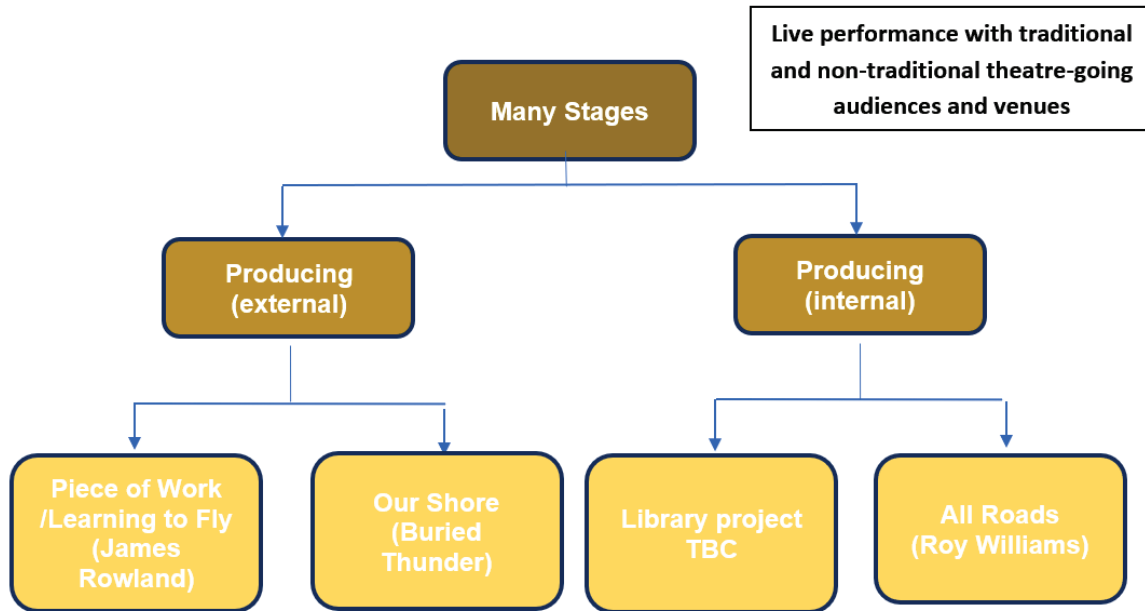 Live performance with traditional
and non-traditional theatre-going
audiences and venues
Many Stages
Producing
(external)
Producing
(internal)
Piece of Work
/Learning to Fly
(James
Rowland)
Our Shore
(Buried
Thunder)
Library project
TBC
All Roads
(Roy Williams)